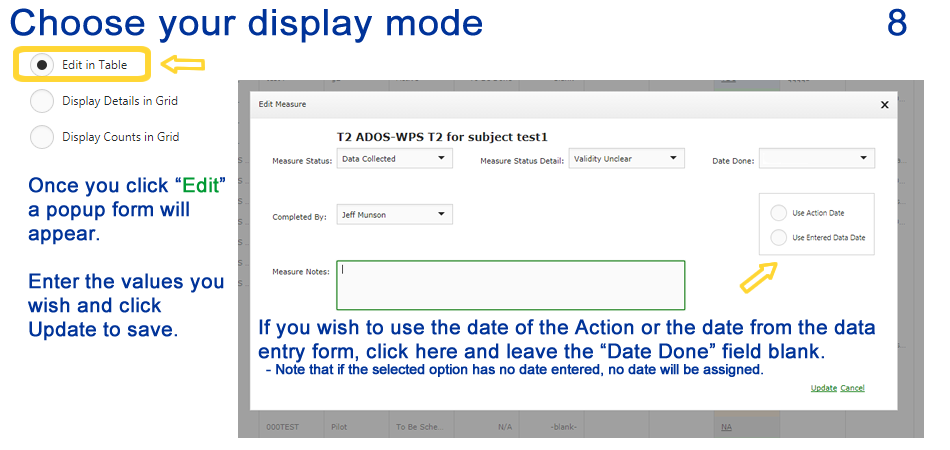 Choose your display mode 8
Edit in Table
Display Details in Grid
Display Counts in Grid
Once you click “Edit”
a popup form will
appear.
Enter the values you
wish and click
Update to save.
Edit Measure
T2 ADOS-WPS T2 for subject test1
Measure Status: Data Collected Measure Status Detail: Validity Unclear Date Done:
Completed By: Jeff Munson
Use Action Date
Use Entered Data Date
Measure Notes:
If you wish to use the date of the Action or the date from the data
entry form, click here and leave the “Date Done” field blank.
- Note that if the selected option has no date entered, no date will be assigned.
Update Cancel
000TEST Pilot To Be Sche... N/A -blank- NA